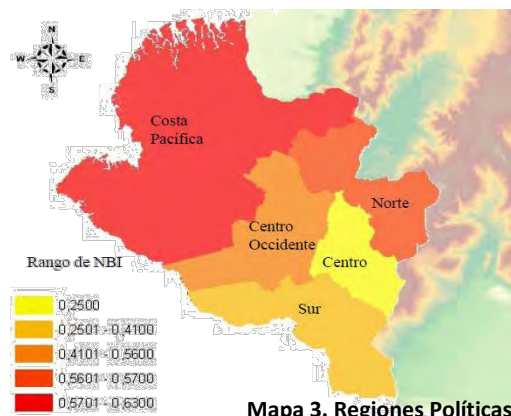 N
W E
S
Costa
Pacifica
Norte
Centro
Occidente
Centro
Rango de NBI
Sur
0,2500
0,2501 - 0,4100
0,4101 - 0,5600
0,5601 - 0,5700
0,5701 - 0,6300
Mapa 3. Regiones Políticas